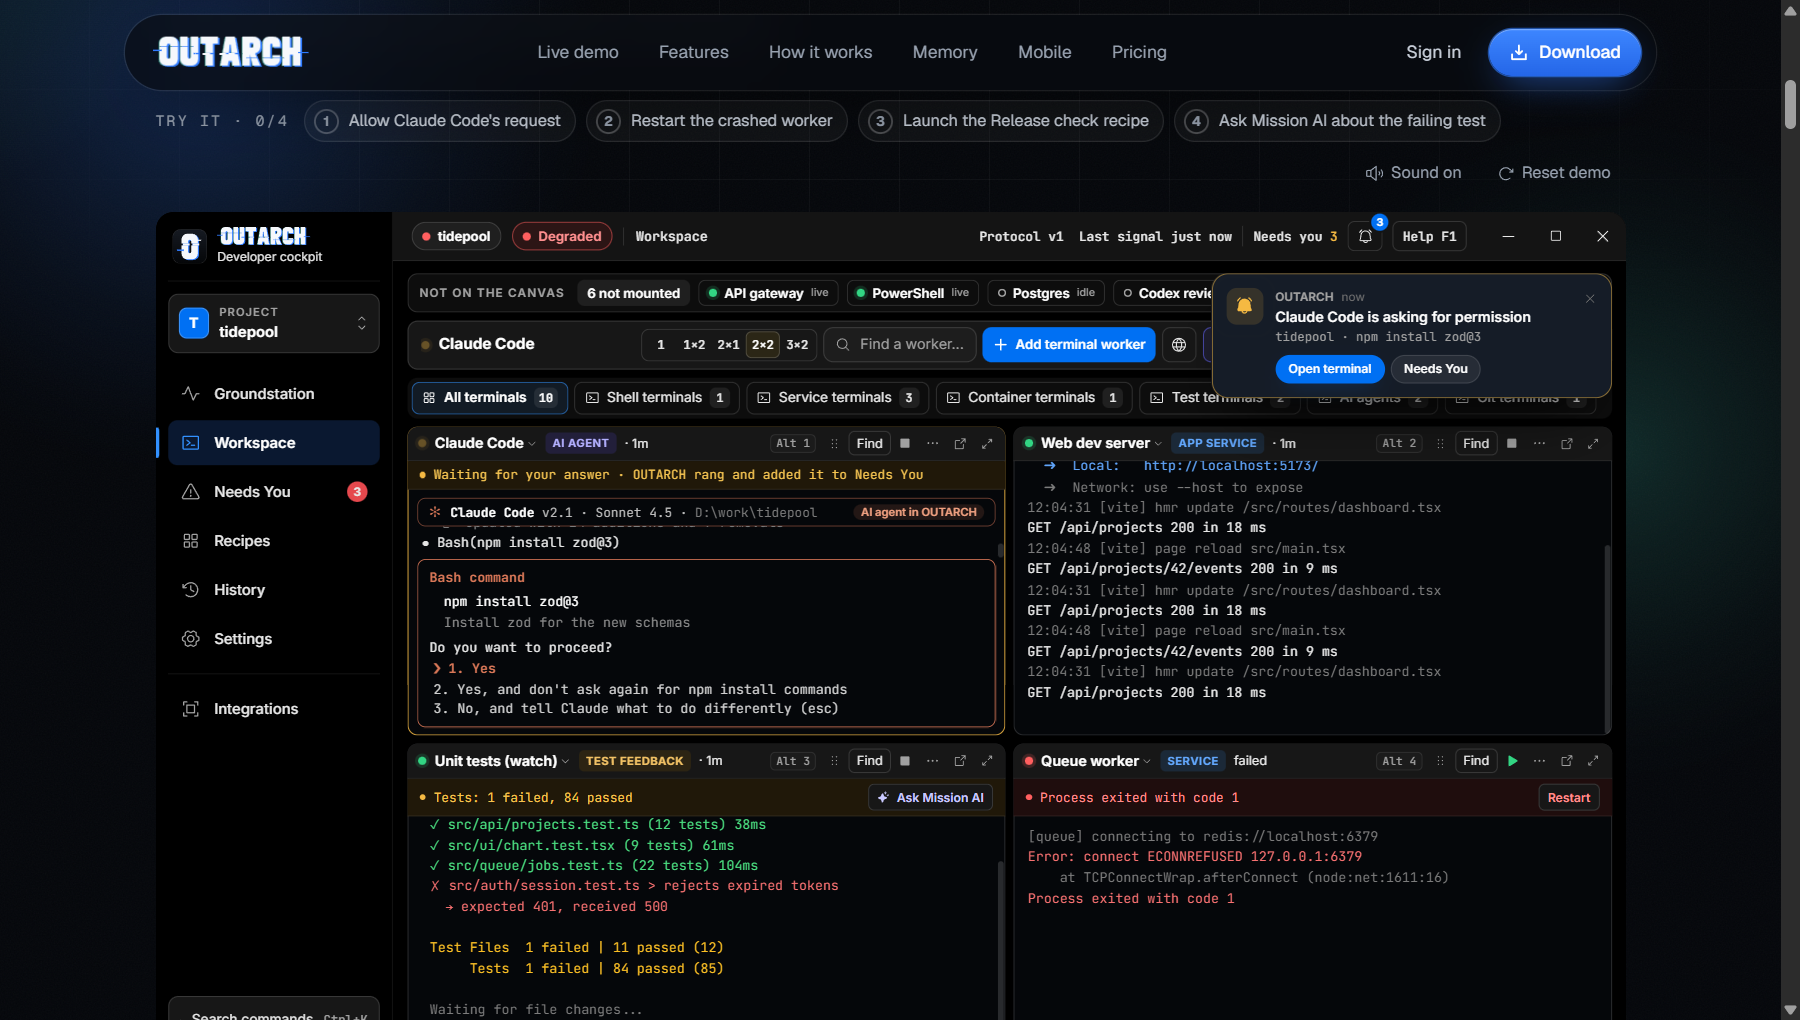 OUTARCH
Live demo
Features
How it works
Memory
Mobile
Pricing
Sign in
Download
TRY IT · 0/4
1 Allow Claude Code's request
2 Restart the crashed worker
3 Launch the Release check recipe
4 Ask Mission AI about the failing test
Sound on
Reset demo
OUTARCH
Developer cockpit
tidepool
Degraded
Workspace
Protocol v1
Last signal just now
Needs you 3
3
Help F1
PROJECT
T
tidepool
Groundstation
Workspace
Needs You 3
Recipes
History
Settings
Integrations
Search commands Ctrl+K
NOT ON THE CANVAS
6 not mounted
API gateway live
PowerShell live
Postgres idle
Codex revie
OUTARCH now
Claude Code is asking for permission
tidepool · npm install zod@3
Open terminal
Needs You
Claude Code
1 1×2 2×1 2×2 3×2
Find a worker...
Add terminal worker
All terminals 10
Shell terminals 1
Service terminals 3
Container terminals 1
Test terminals 2
AI agents 2
Git terminals 1
Claude Code AI AGENT · 1m Alt 1 Find
Waiting for your answer · OUTARCH rang and added it to Needs You
Claude Code v2.1 · Sonnet 4.5 · D:\work\tidepool AI agent in OUTARCH
Bash(npm install zod@3)
Bash command
npm install zod@3
Install zod for the new schemas
Do you want to proceed?
❯ 1. Yes
2. Yes, and don't ask again for npm install commands
3. No, and tell Claude what to do differently (esc)
Web dev server APP SERVICE · 1m Alt 2 Find
→ Local: http://localhost:5173/
→ Network: use --host to expose
12:04:31 [vite] hmr update /src/routes/dashboard.tsx
GET /api/projects 200 in 18 ms
12:04:48 [vite] page reload src/main.tsx
GET /api/projects/42/events 200 in 9 ms
12:04:31 [vite] hmr update /src/routes/dashboard.tsx
GET /api/projects 200 in 18 ms
12:04:48 [vite] page reload src/main.tsx
GET /api/projects/42/events 200 in 9 ms
12:04:31 [vite] hmr update /src/routes/dashboard.tsx
GET /api/projects 200 in 18 ms
Unit tests (watch) TEST FEEDBACK · 1m Alt 3 Find
Tests: 1 failed, 84 passed
Ask Mission AI
✓ src/api/projects.test.ts (12 tests) 38ms
✓ src/ui/chart.test.tsx (9 tests) 61ms
✓ src/queue/jobs.test.ts (22 tests) 104ms
✗ src/auth/session.test.ts > rejects expired tokens
→ expected 401, received 500
Test Files 1 failed | 11 passed (12)
Tests 1 failed | 84 passed (85)
Waiting for file changes...
Queue worker SERVICE failed Alt 4 Find
Process exited with code 1
Restart
[queue] connecting to redis://localhost:6379
Error: connect ECONNREFUSED 127.0.0.1:6379
at TCPConnectWrap.afterConnect (node:net:1611:16)
Process exited with code 1